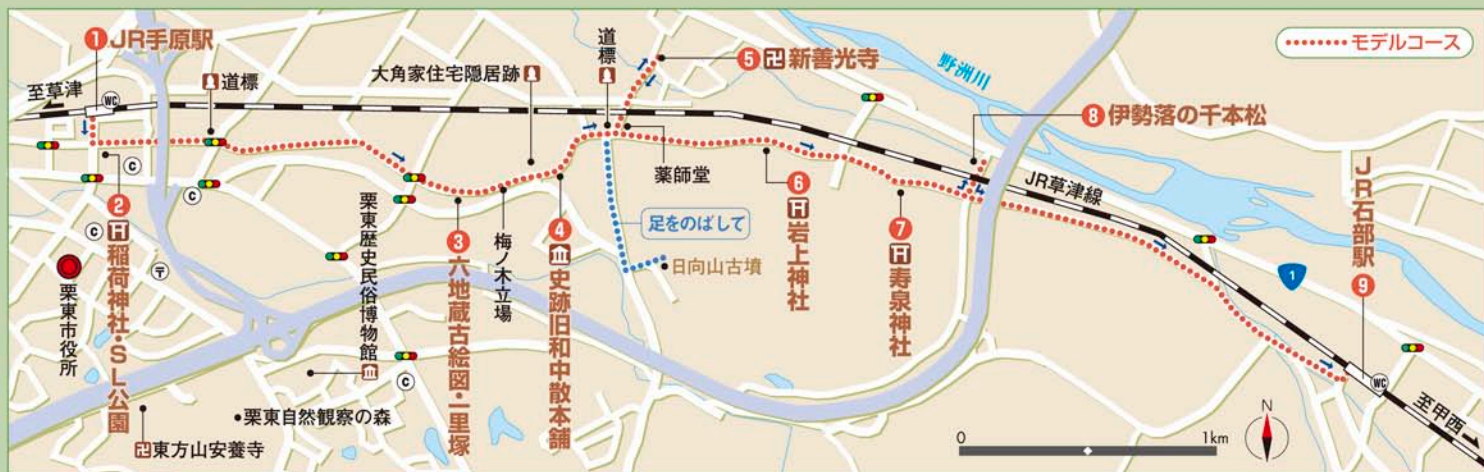 1 JR手原駅
至草津
WC
道標
大角家住宅隠居跡
道標
5 卍 新善光寺
野洲川
モデルコース
8 伊勢落の千本松
JR草津線
JR石部駅
9
1
WC
至甲西
薬師堂
6 岩上神社
7 寿泉神社
足をのばして
日向山古墳
2 稲荷神社・SL公園
C
C
C
〒
栗東市役所
栗東歴史民俗博物館
C
3 六地蔵古絵図・一里塚
梅ノ木立場
4 史跡旧和中散本舗
栗東自然観察の森
卍 東方山安養寺
0
1km
N